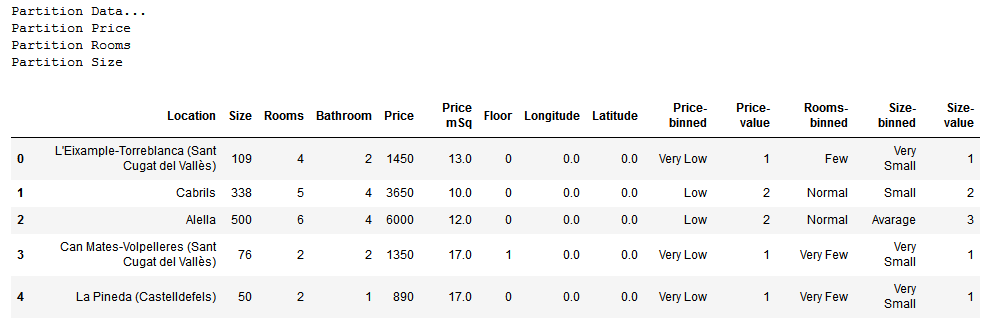 Partition Data...
Partition Price
Partition Rooms
Partition Size
Location Size Rooms Bathroom Price Price mSq Floor Longitude Latitude Price-binned Price-value Rooms-binned Size-binned Size-value
0 L'Eixample-Torreblanca (Sant Cugat del Vallès) 109 4 2 1450 13.0 0 0.0 0.0 Very Low 1 Few Very Small 1
1 Cabrils 338 5 4 3650 10.0 0 0.0 0.0 Low 2 Normal Small 2
2 Alella 500 6 4 6000 12.0 0 0.0 0.0 Low 2 Normal Avarage 3
3 Can Mates-Volpelleres (Sant Cugat del Vallès) 76 2 2 1350 17.0 1 0.0 0.0 Very Low 1 Very Few Very Small 1
4 La Pineda (Castelldefels) 50 2 1 890 17.0 0 0.0 0.0 Very Low 1 Very Few Very Small 1